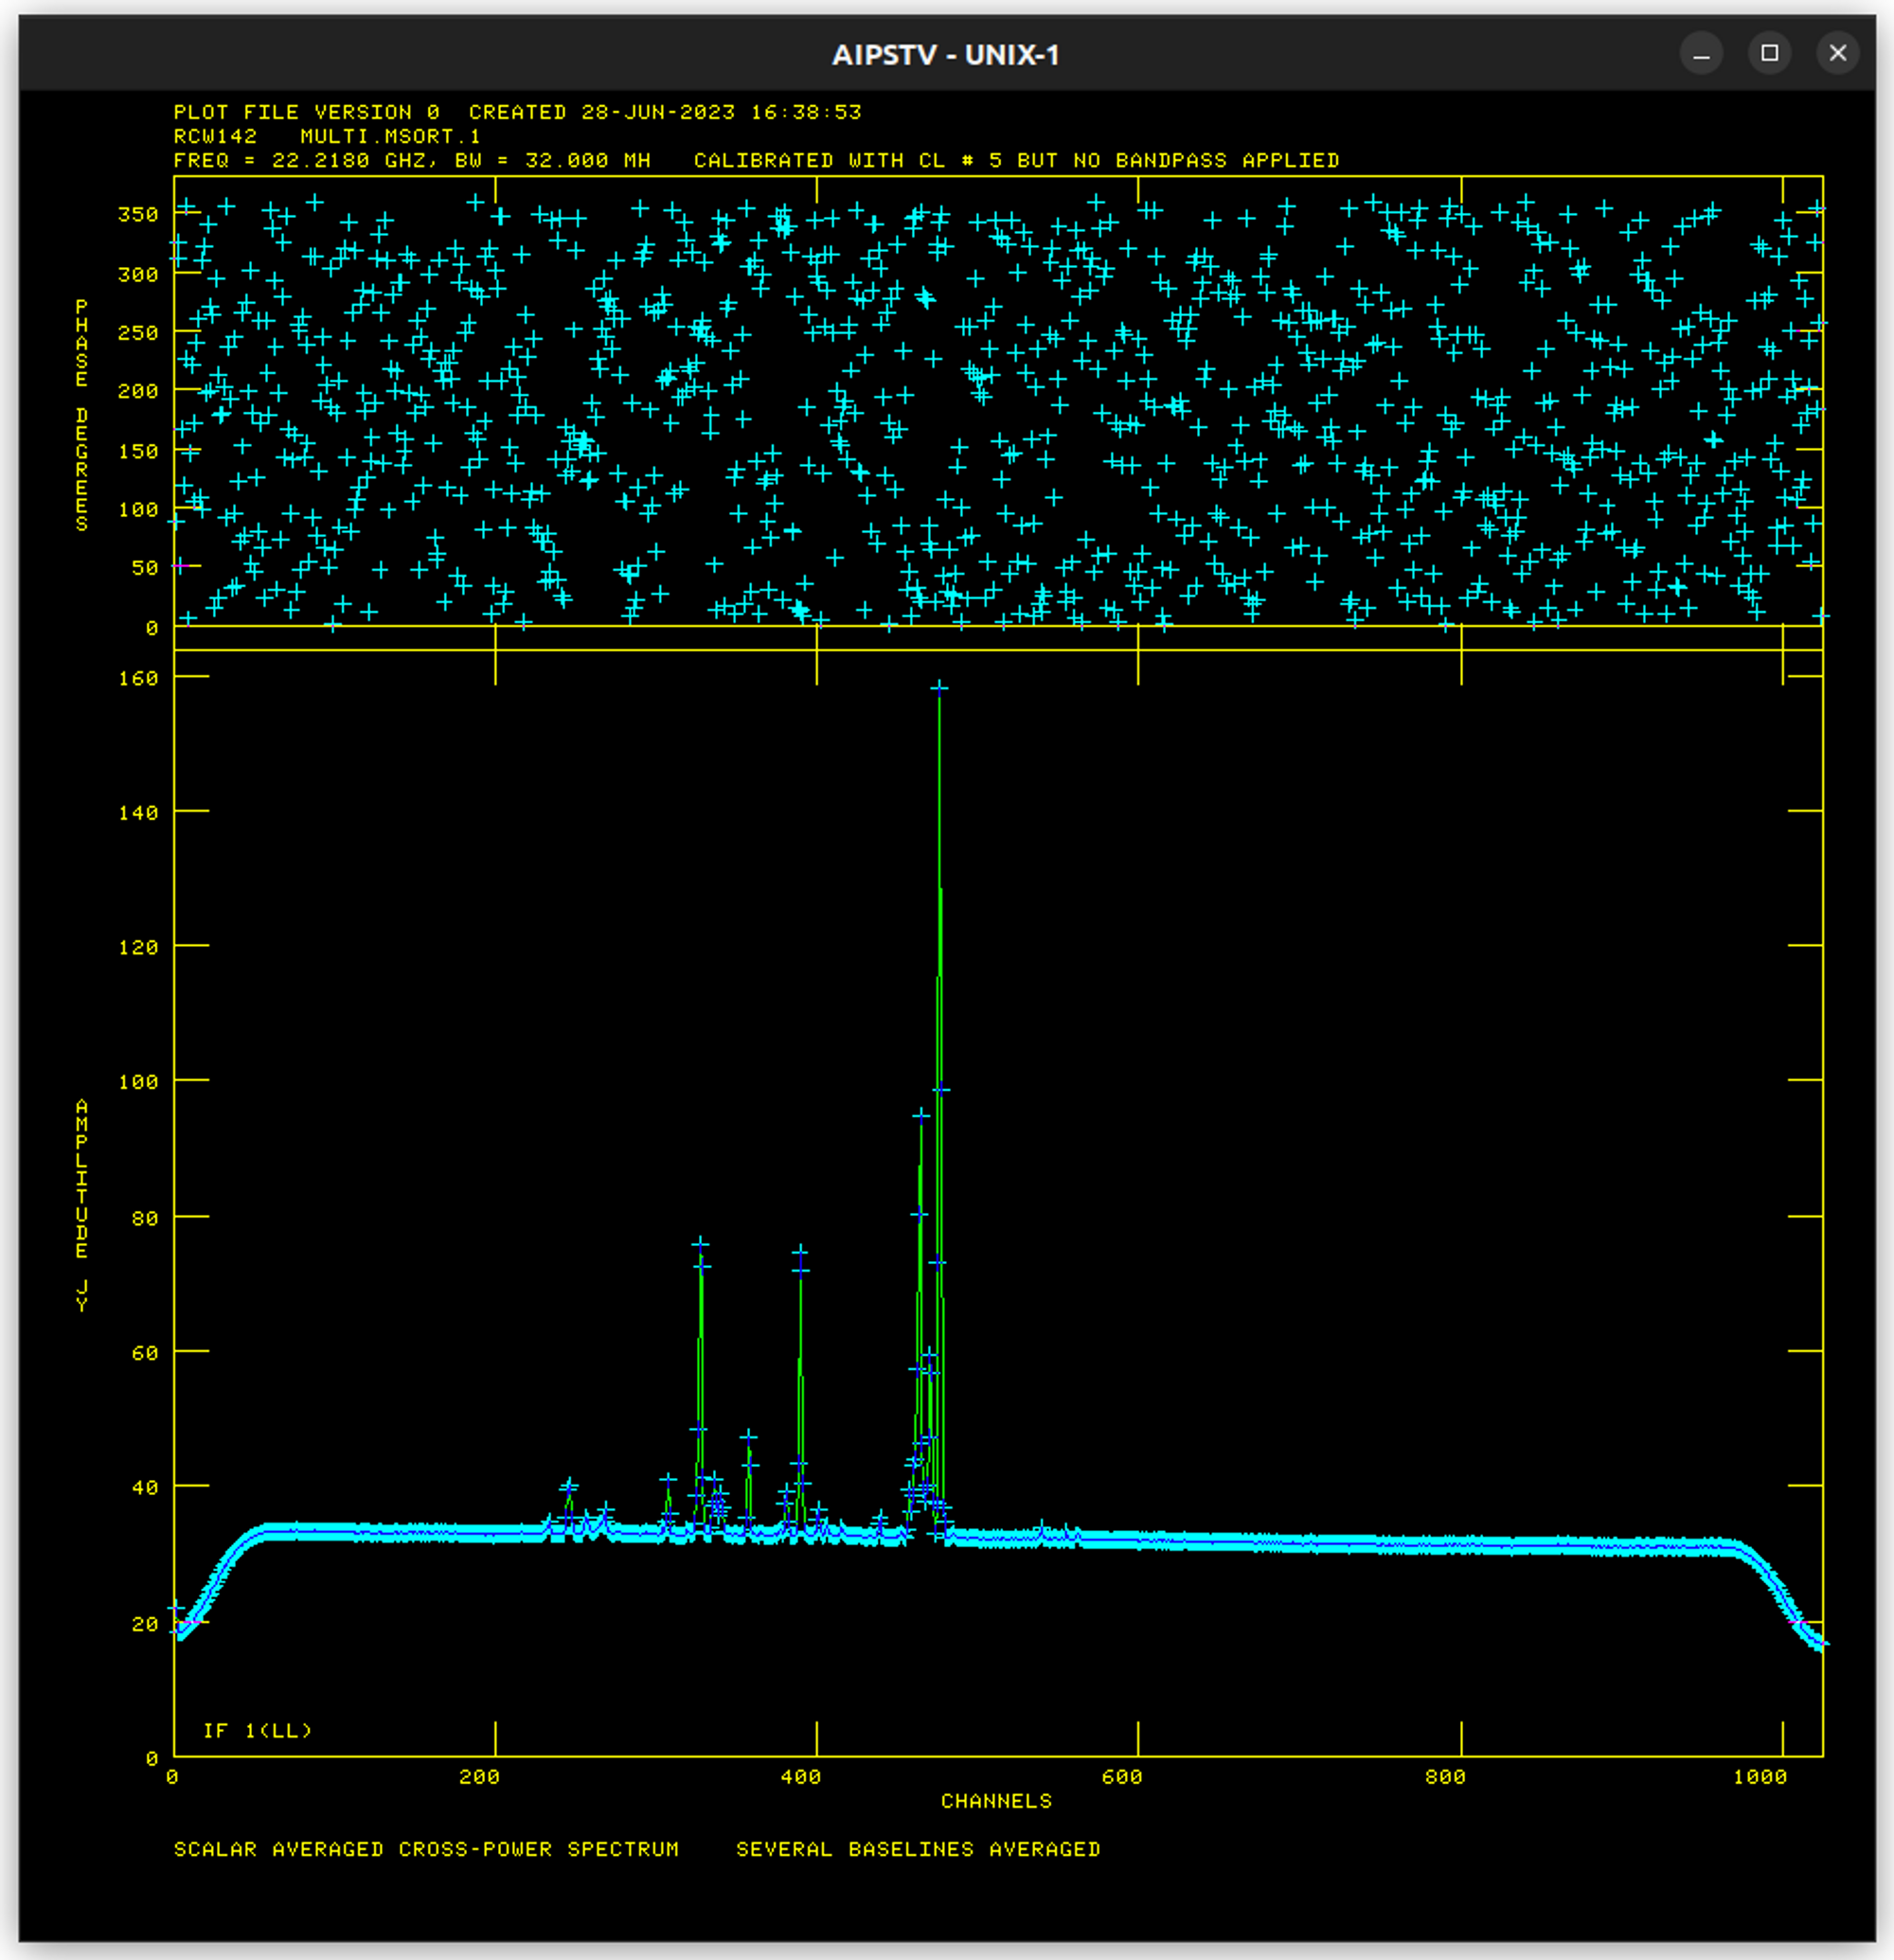 AIPSTV - UNIX-1
PLOT FILE VERSION 0  CREATED 28-JUN-2023 16:38:53
RCW142   MULTI.MSORT.1
FREQ = 22.2180 GHZ, BW = 32.000 MH   CALIBRATED WITH CL # 5 BUT NO BANDPASS APPLIED
350
300
250
200
150
100
50
0
PHASE DEGREES
160
140
120
100
80
60
40
20
0
AMPLITUDE JY
IF 1(LL)
0 200 400 600 800 1000
CHANNELS
SCALAR AVERAGED CROSS-POWER SPECTRUM    SEVERAL BASELINES AVERAGED